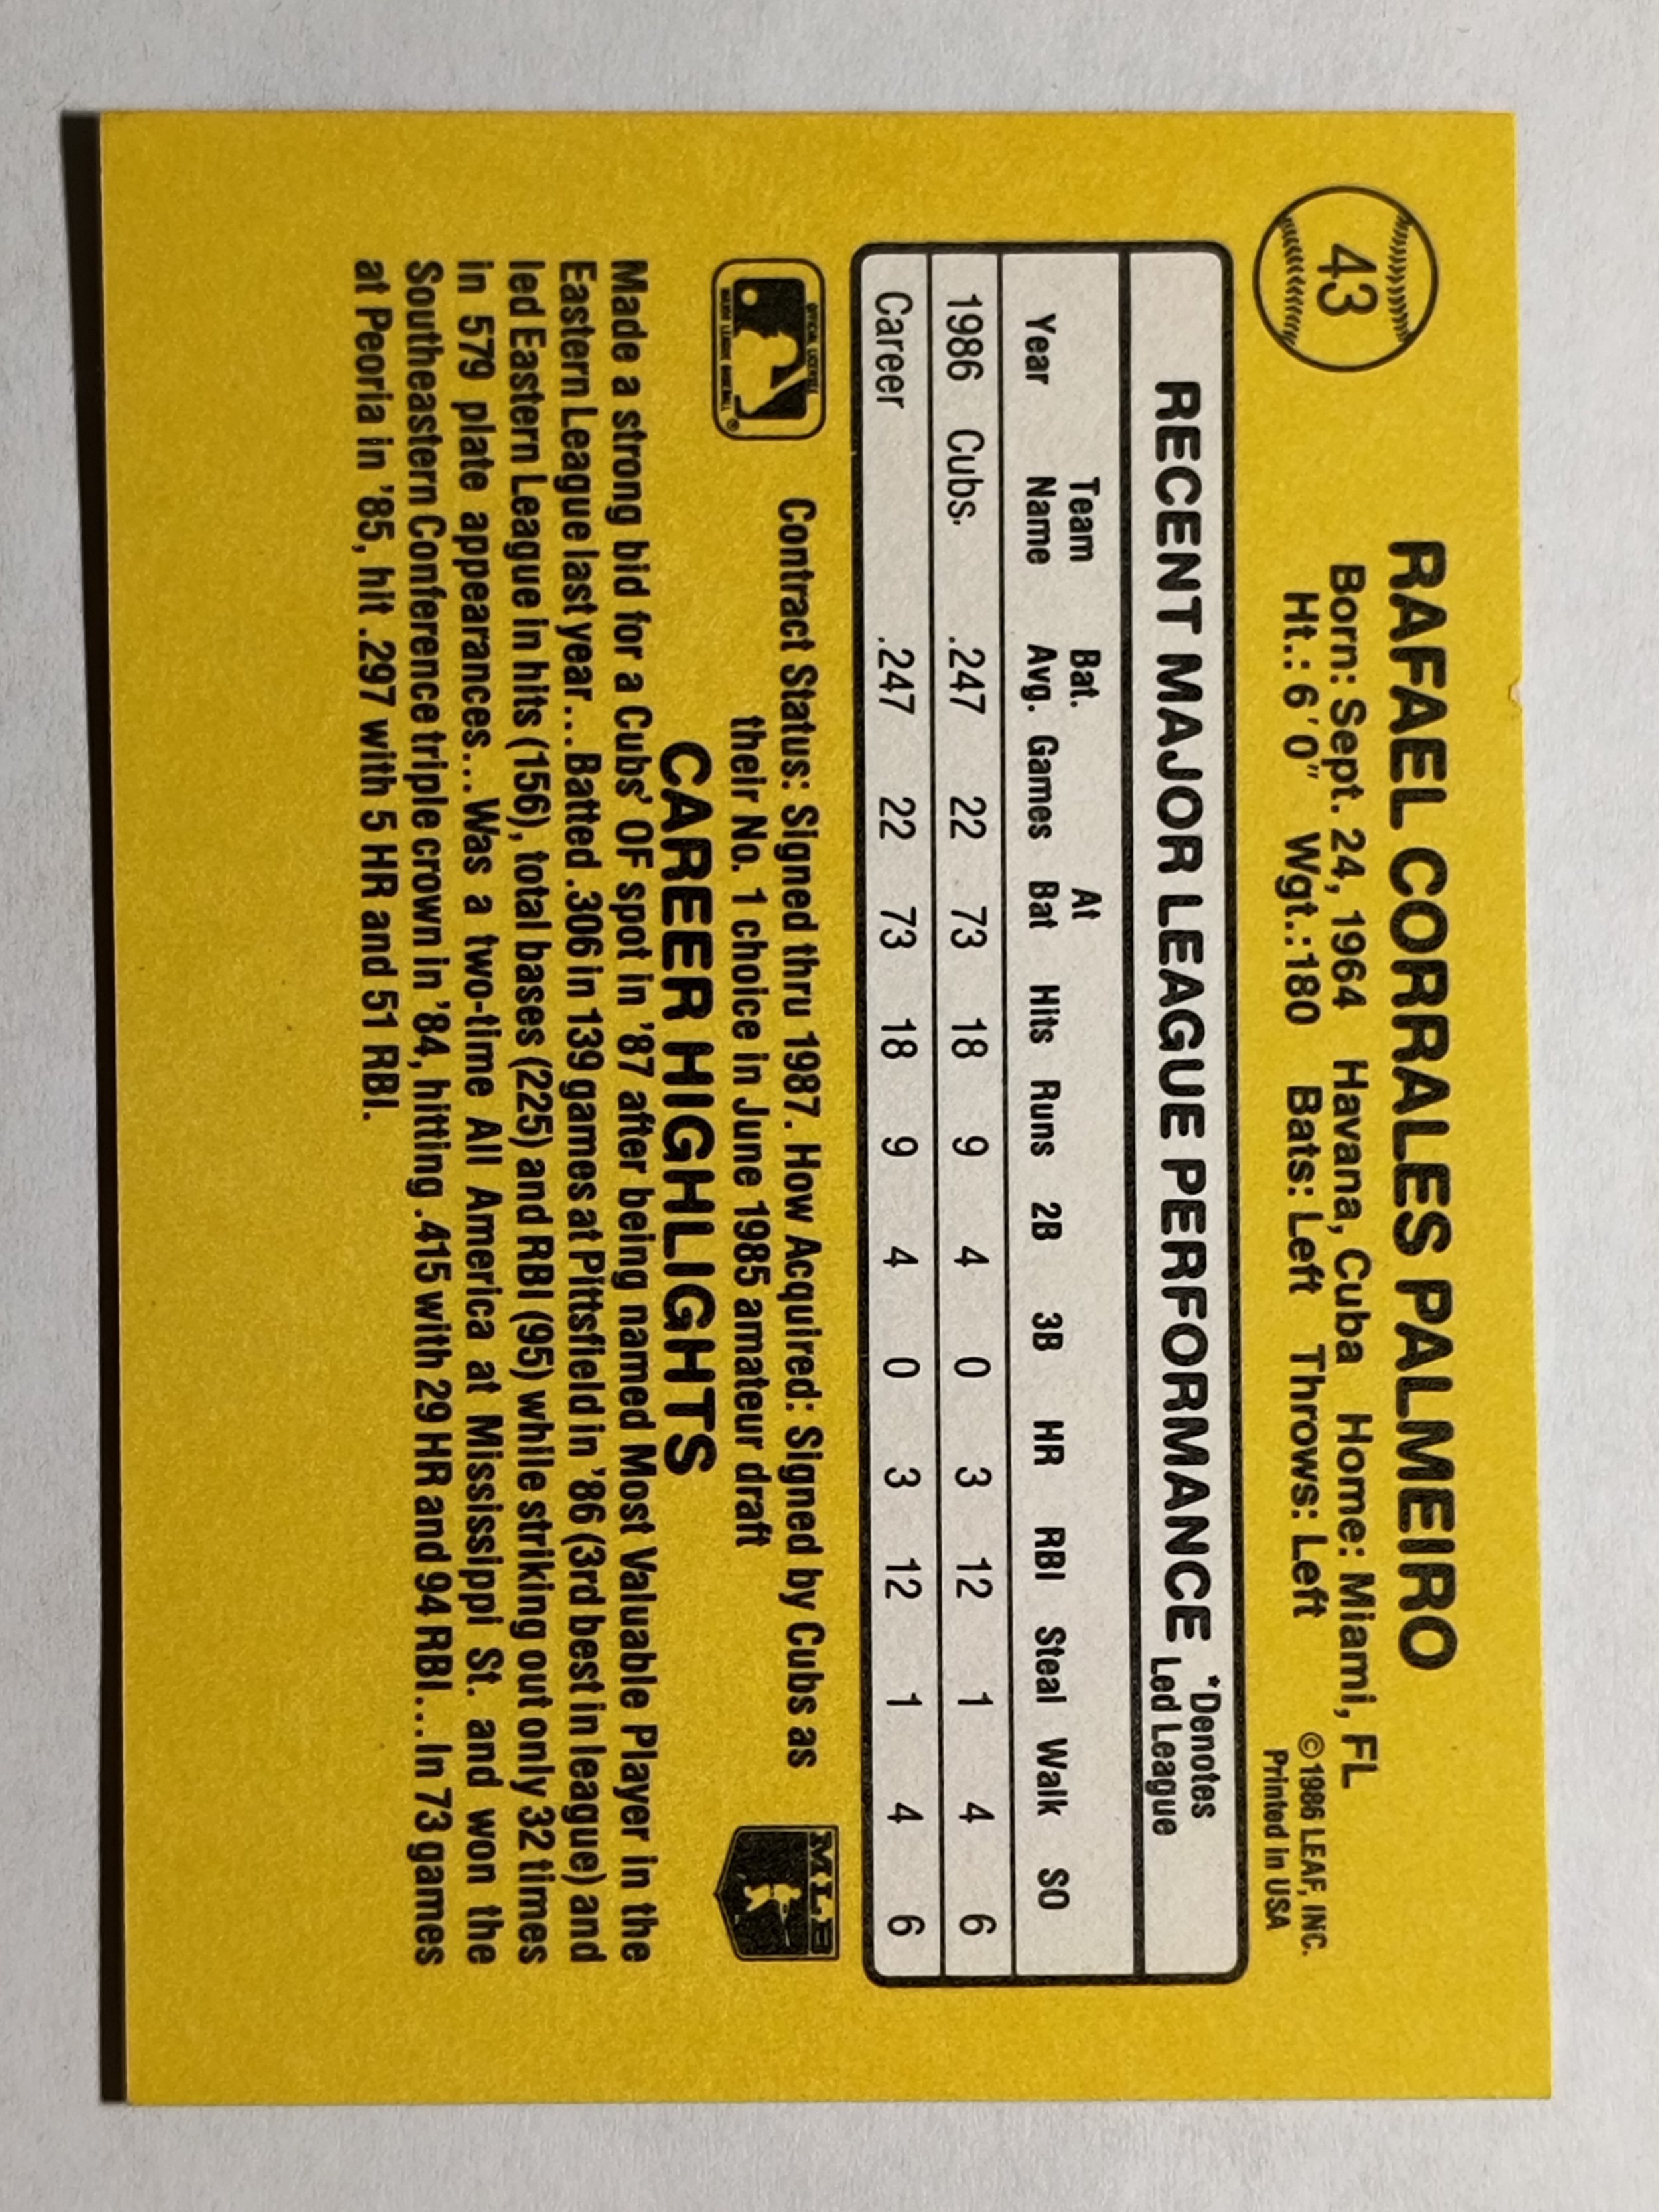 43
RAFAEL CORRALES PALMEIRO
Born: Sept. 24, 1964 Havana, Cuba Home: Miami, FL
Ht.: 6'0" Wgt.:180 Bats: Left Throws: Left
© 1986 LEAF, INC.
Printed in USA
RECENT MAJOR LEAGUE PERFORMANCE *Denotes Led League
Year Team Name Bat. Avg. Games At Bat Hits Runs 2B 3B HR RBI Steal Walk SO
1986 Cubs. .247 22 73 18 9 4 0 3 12 1 4 6
Career .247 22 73 18 9 4 0 3 12 1 4 6
OFFICIAL LICENSEE
MAJOR LEAGUE BASEBALL
®
Contract Status: Signed thru 1987. How Acquired: Signed by Cubs as
their No. 1 choice in June 1985 amateur draft
MLB
CAREER HIGHLIGHTS
Made a strong bid for a Cubs' OF spot in '87 after being named Most Valuable Player in the
Eastern League last year...Batted .306 in 139 games at Pittsfield in '86 (3rd best in league) and
led Eastern League in hits (156), total bases (225) and RBI (95) while striking out only 32 times
in 579 plate appearances...Was a two-time All America at Mississippi St. and won the
Southeastern Conference triple crown in '84, hitting .415 with 29 HR and 94 RBI...In 73 games
at Peoria in '85, hit .297 with 5 HR and 51 RBI.